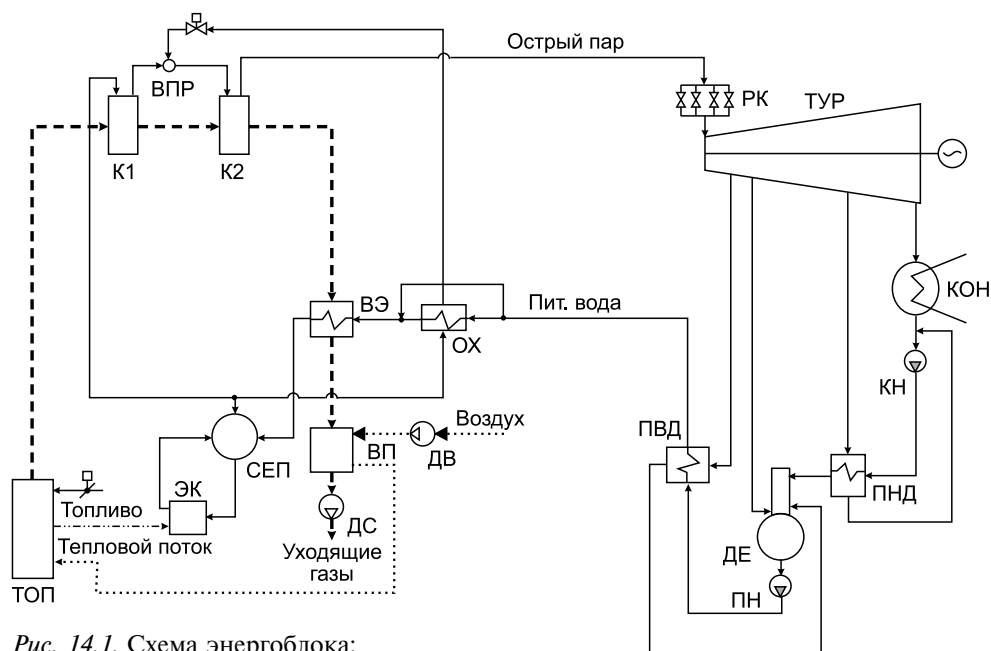 Острый пар
ВПР
РК
ТУР
К1
К2
ВЭ
Пит. вода
КОН
ОХ
КН
Воздух
ПВД
СЕП
ВП
ДВ
ЭК
ПНД
Топливо
ДС
Тепловой поток
Уходящие
газы
ДЕ
ТОП
ПН
Рис. 14.1. Схема энергоблока: